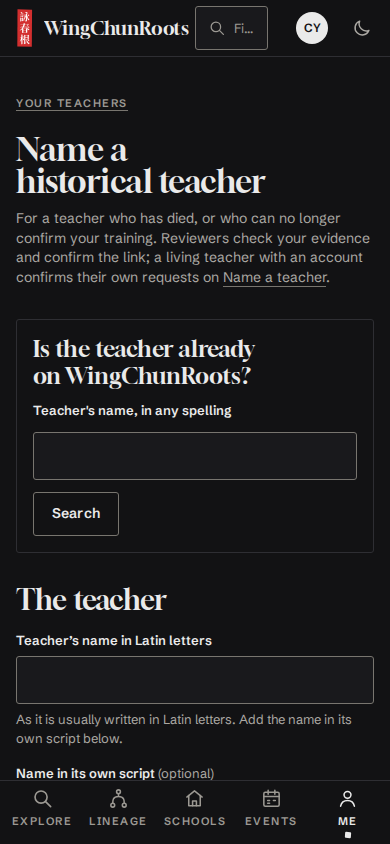 詠春根
WingChunRoots
Fi...
CY
YOUR TEACHERS
Name a
historical teacher
For a teacher who has died, or who can no longer
confirm your training. Reviewers check your evidence
and confirm the link; a living teacher with an account
confirms their own requests on Name a teacher.
Is the teacher already
on WingChunRoots?
Teacher's name, in any spelling
Search
The teacher
Teacher's name in Latin letters
As it is usually written in Latin letters. Add the name in its
own script below.
Name in its own script (optional)
EXPLORE
LINEAGE
SCHOOLS
EVENTS
ME